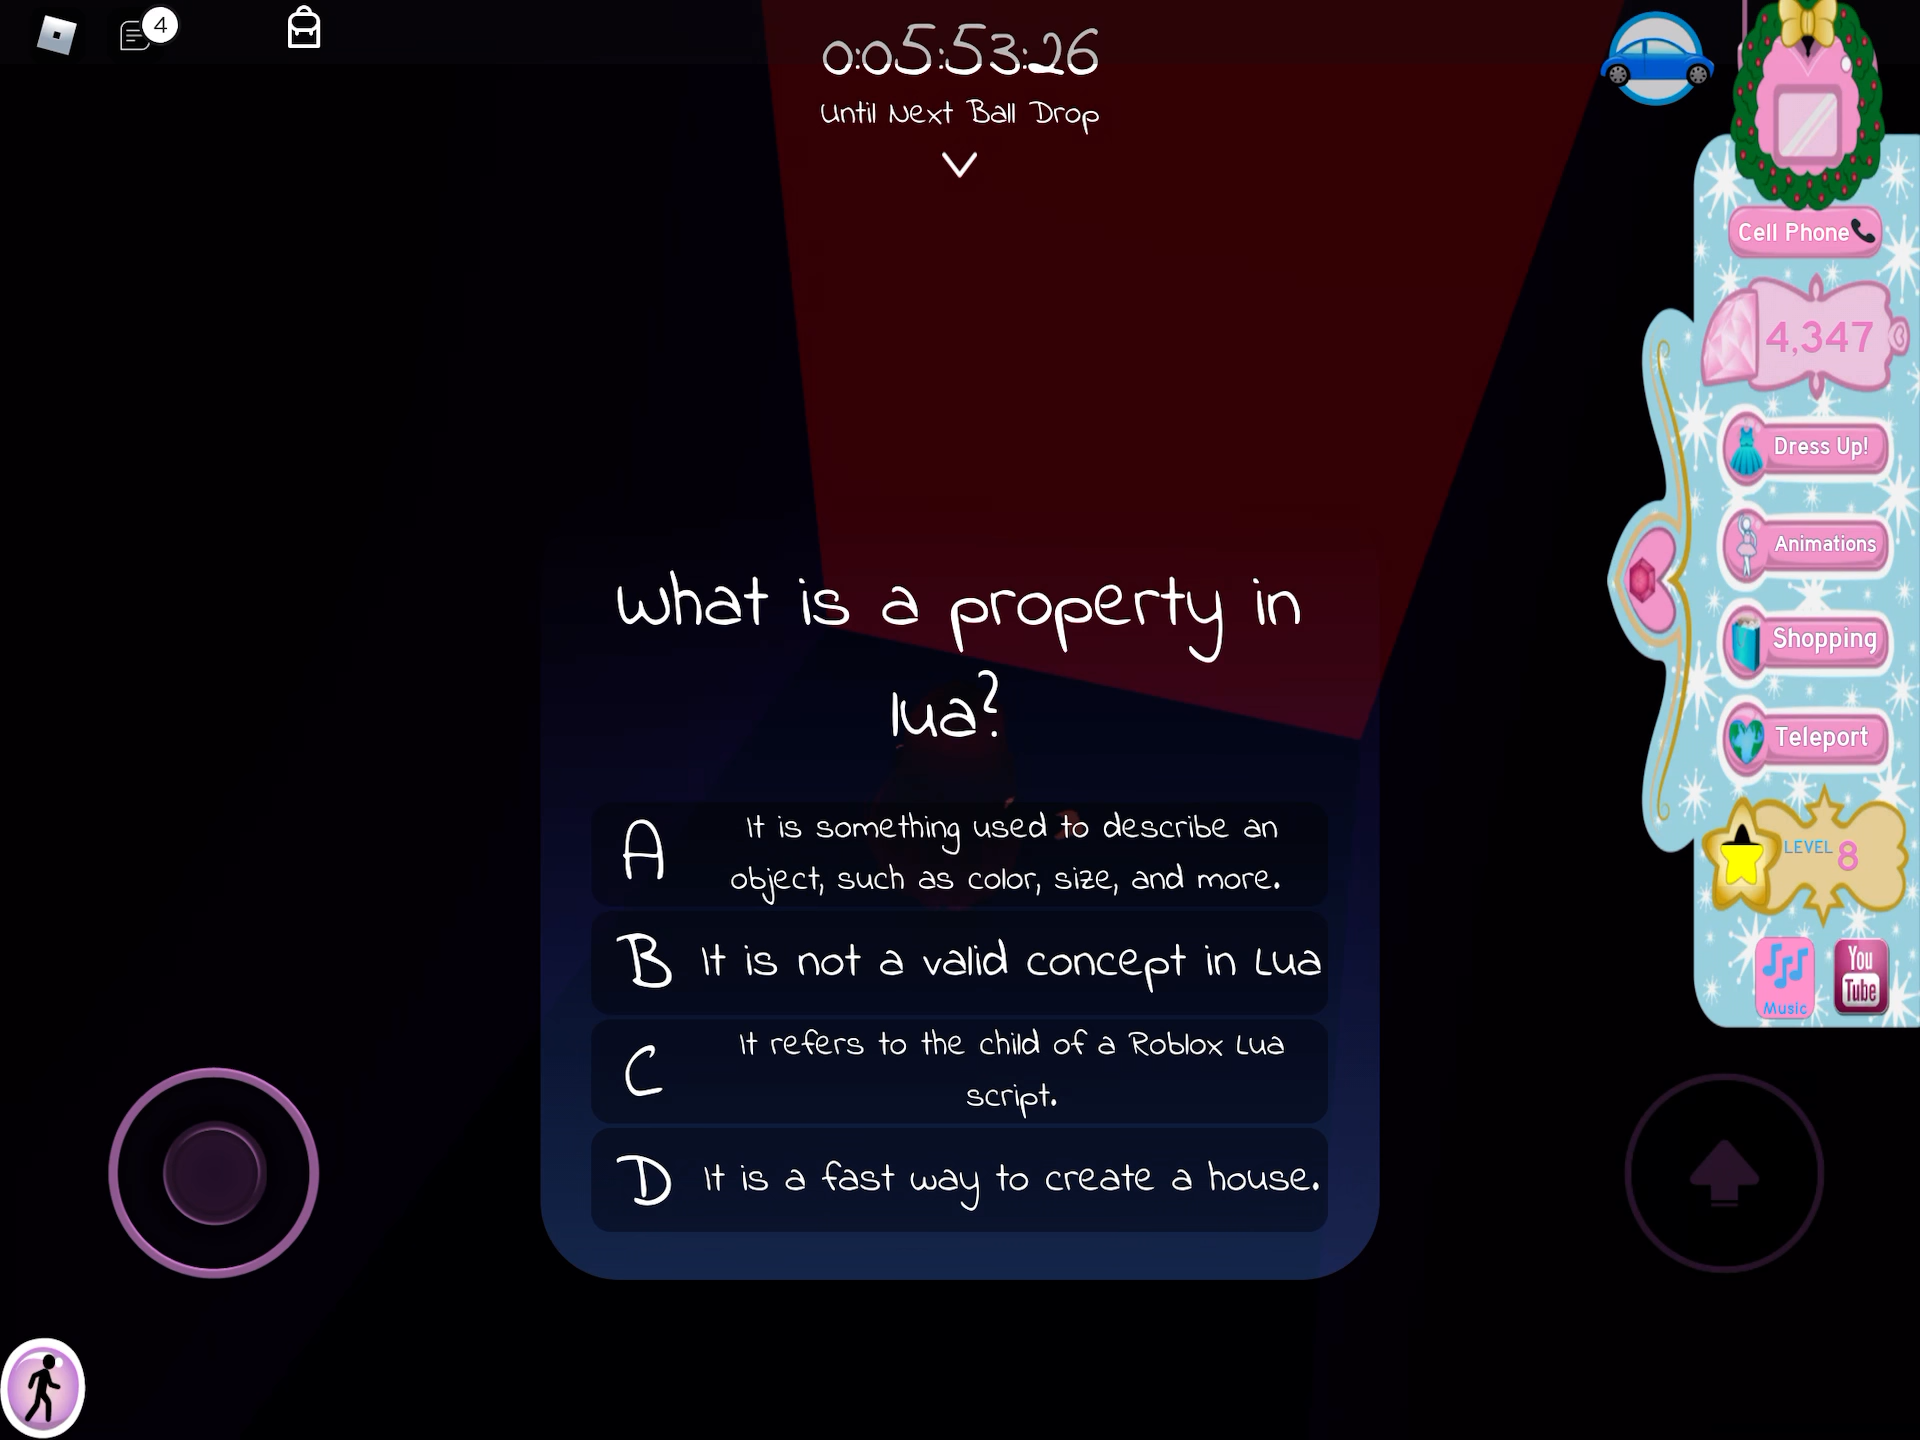 4
0:05:53:26
Until Next Ball Drop
Cell Phone
4,347
Dress Up!
Animations
Shopping
Teleport
LEVEL 8
Music
You
Tube
What is a property in
lua?
A It is something used to describe an
object, such as color, size, and more.
B It is not a valid concept in Lua
C It refers to the child of a Roblox Lua
script.
D It is a fast way to create a house.